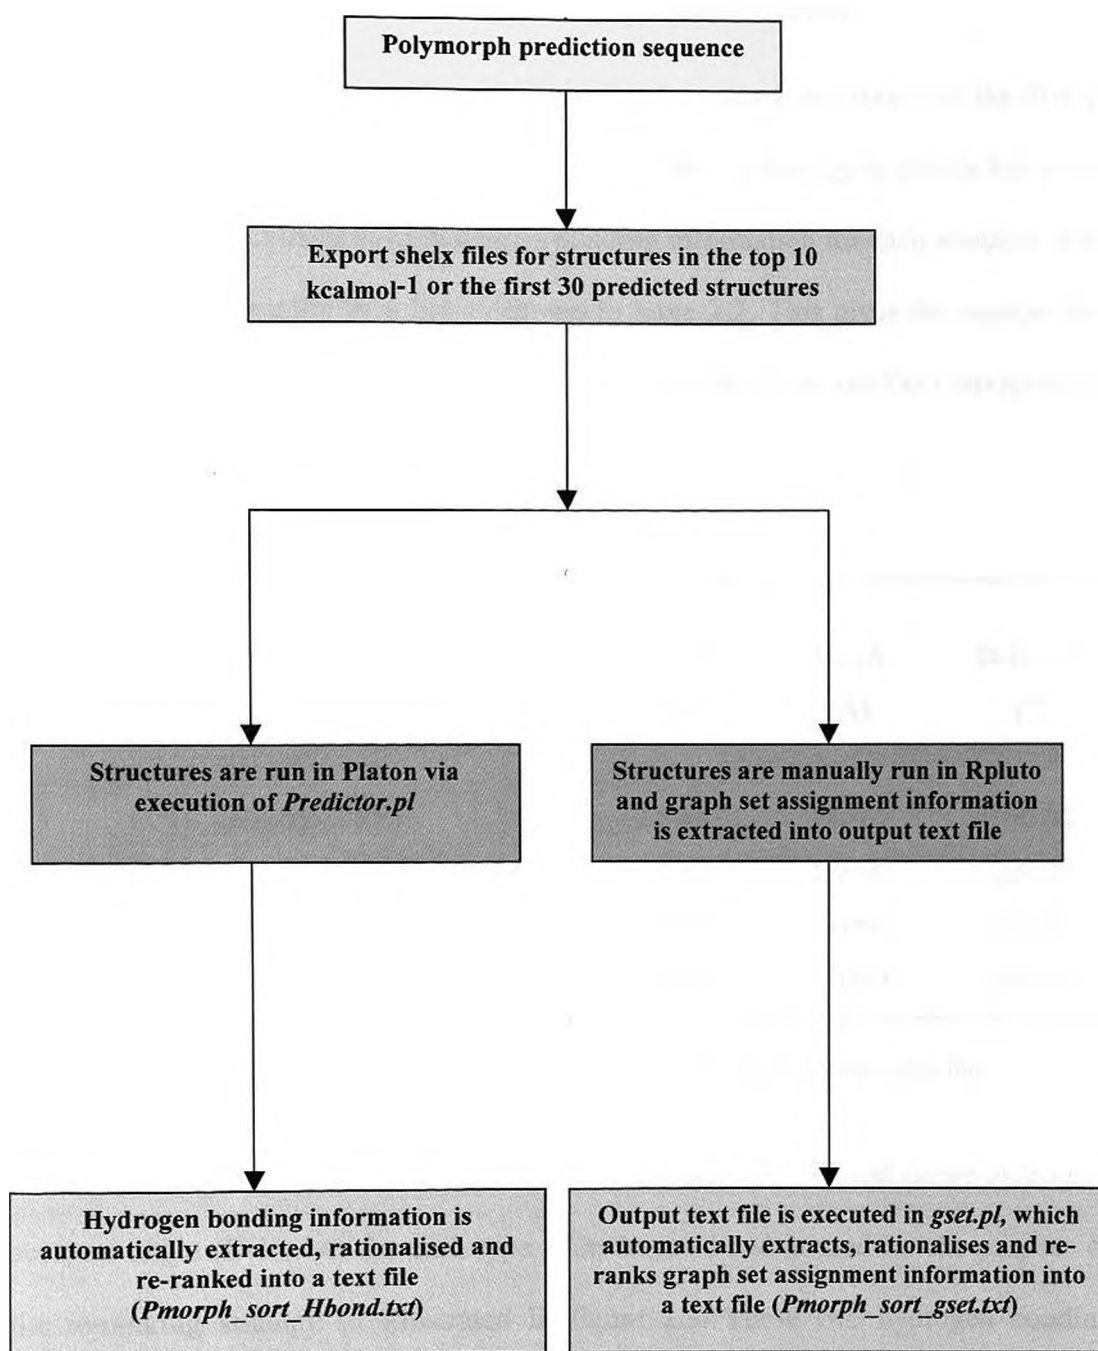 Polymorph prediction sequence
Export shelx files for structures in the top 10
kcalmol-1 or the first 30 predicted structures
Structures are run in Platon via
execution of Predictor.pl
Structures are manually run in Rpluto
and graph set assignment information
is extracted into output text file
Hydrogen bonding information is
automatically extracted, rationalised and
re-ranked into a text file
(Pmorph_sort_Hbond.txt)
Output text file is executed in gset.pl, which
automatically extracts, rationalises and re-
ranks graph set assignment information into
a text file (Pmorph_sort_gset.txt)